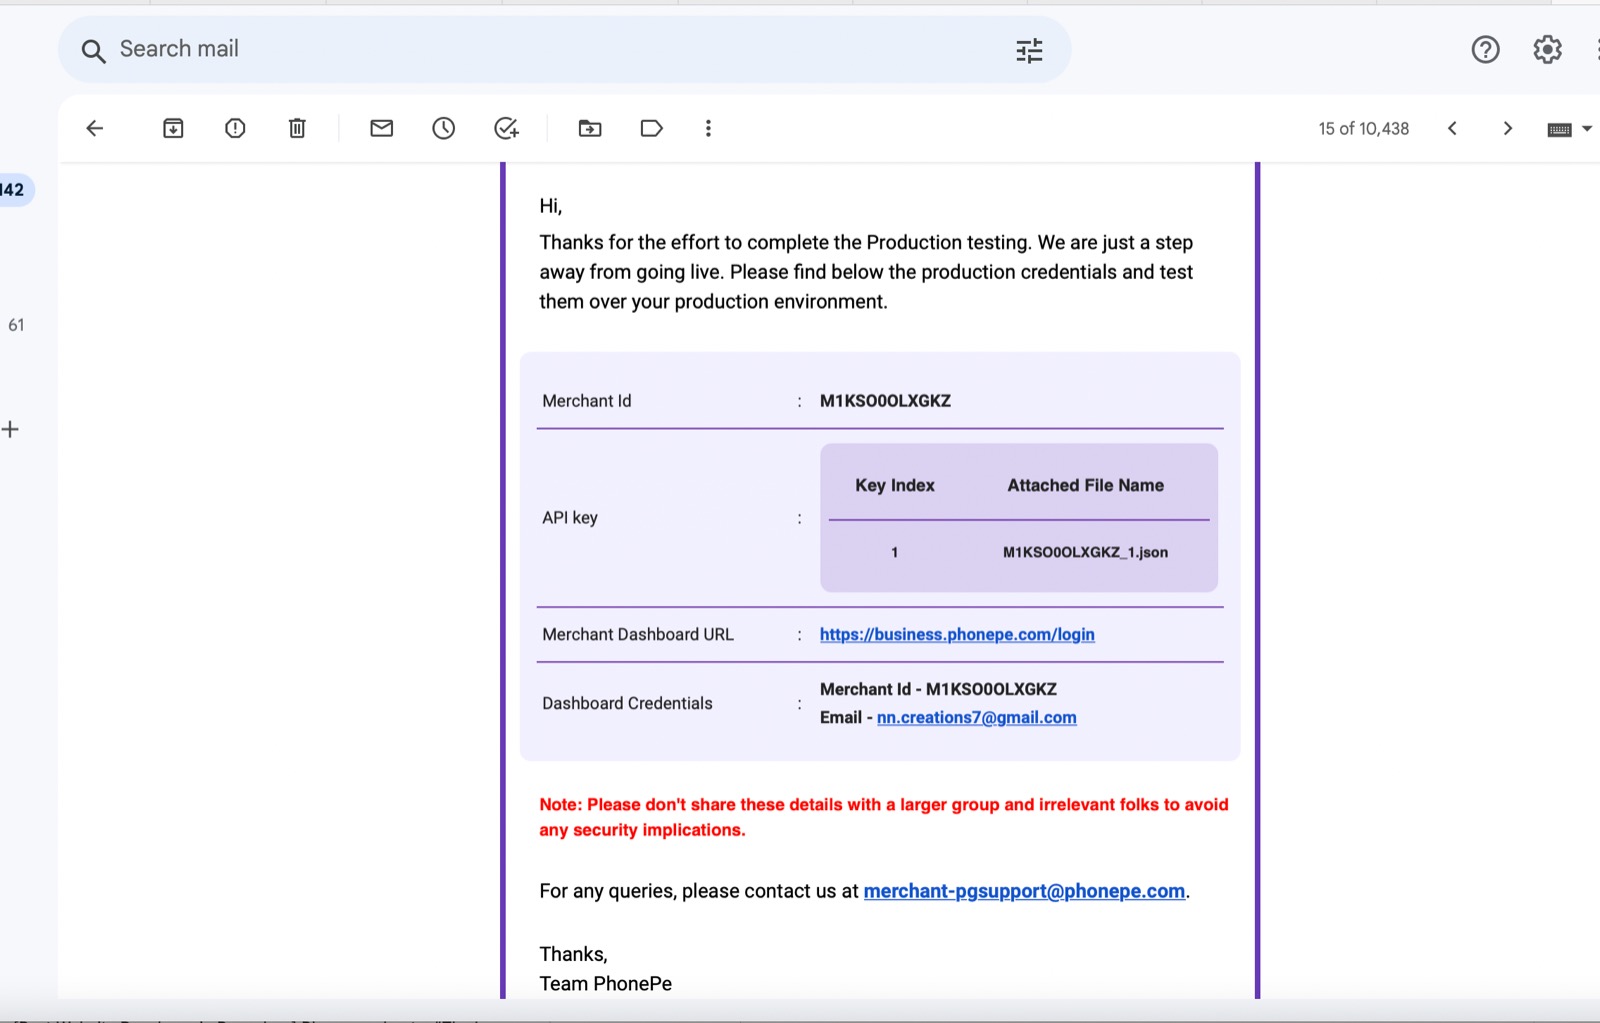 Search mail
15 of 10,438
142
61
Hi,
Thanks for the effort to complete the Production testing. We are just a step
away from going live. Please find below the production credentials and test
them over your production environment.
Merchant Id : M1KSO0OLXGKZ
API key :
Key Index Attached File Name
1 M1KSO0OLXGKZ_1.json
Merchant Dashboard URL : https://business.phonepe.com/login
Dashboard Credentials :
Merchant Id - M1KSO0OLXGKZ
Email - nn.creations7@gmail.com
Note: Please don't share these details with a larger group and irrelevant folks to avoid
any security implications.
For any queries, please contact us at merchant-pgsupport@phonepe.com.
Thanks,
Team PhonePe